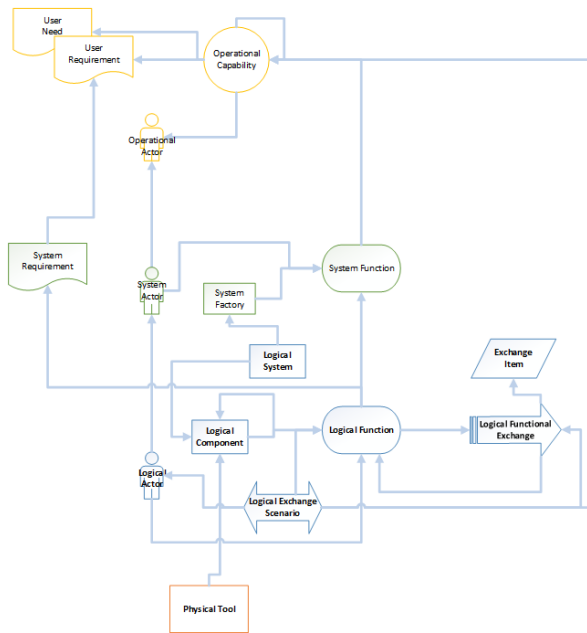 User
Need
User
Requirement
Operational
Capability
Operational
Actor
System
Requirement
System
Actor
System
Factory
System Function
Logical
System
Exchange
Item
Logical
Component
Logical Function
Logical Functional
Exchange
Logical
Actor
Logical Exchange
Scenario
Physical Tool